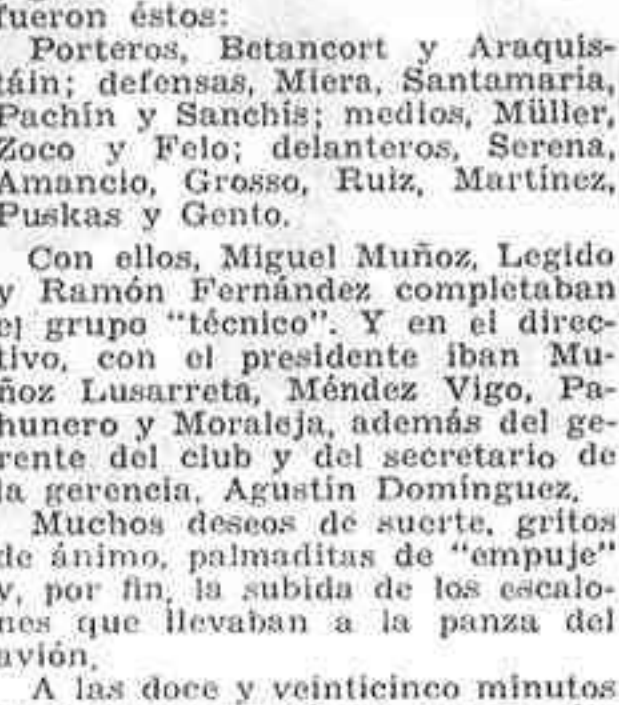 fueron éstos:
Porteros, Betancort y Araquis-
táin; defensas, Miera, Santamaría,
Pachín y Sanchís; medios, Müller,
Zoco y Felo; delanteros, Serena,
Amancio, Grosso, Ruiz, Martínez,
Puskas y Gento.
Con ellos, Miguel Muñoz, Legido
y Ramón Fernández completaban
el grupo "técnico". Y en el direc-
tivo, con el presidente iban Mu-
ñoz Lusarreta, Méndez Vigo, Pa-
hunero y Moraleja, además del ge-
rente del club y del secretario de
la gerencia, Agustín Domínguez.
Muchos deseos de suerte, gritos
de ánimo, palmaditas de "empuje"
y, por fin, la subida de los escalo-
nes que llevaban a la panza del
avión.
A las doce y veinticinco minutos